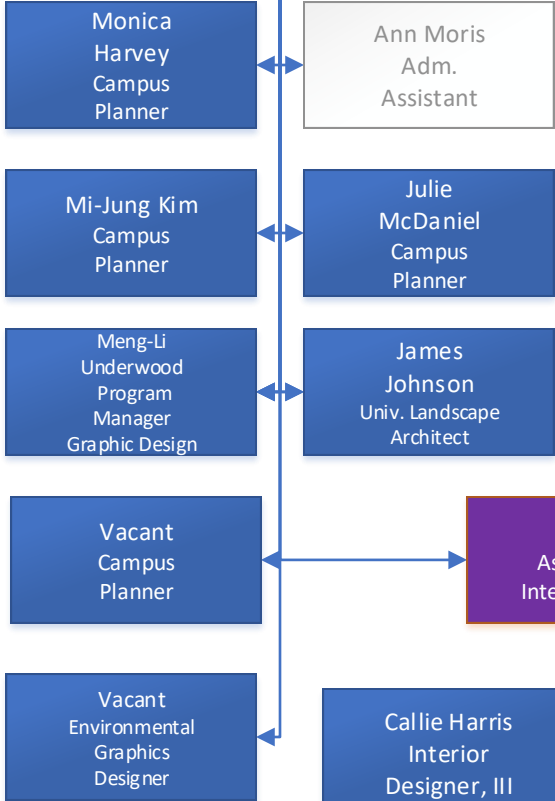 Monica
Harvey
Campus
Planner
Ann Moris
Adm.
Assistant
Mi-Jung Kim
Campus
Planner
Julie
McDaniel
Campus
Planner
Meng-Li
Underwood
Program
Manager
Graphic Design
James
Johnson
Univ. Landscape
Architect
Vacant
Campus
Planner
Vacant
Environmental
Graphics
Designer
Callie Harris
Interior
Designer, III